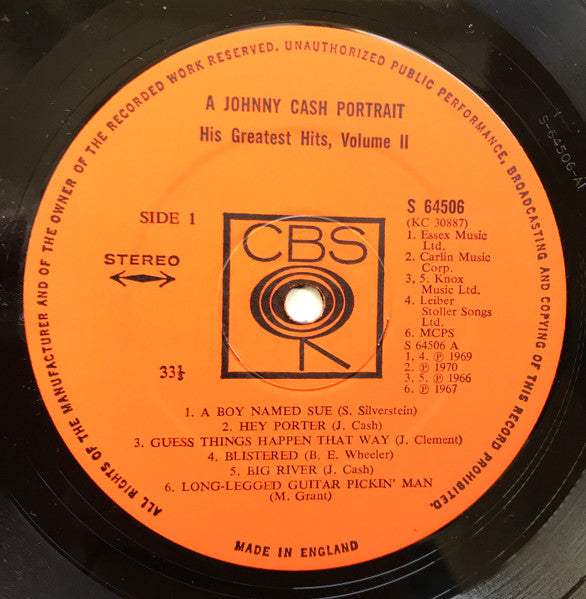 ALL RIGHTS OF THE MANUFACTURER AND OF THE OWNER OF THE RECORDED WORK RESERVED. UNAUTHORIZED PUBLIC PERFORMANCE, BROADCASTING AND COPYING OF THIS RECORD PROHIBITED.
A JOHNNY CASH PORTRAIT
His Greatest Hits, Volume II
SIDE 1
STEREO
33⅓
CBS
S 64506
(KC 30887)
1. Essex Music
Ltd.
2. Carlin Music
Corp.
3, 5. Knox
Music Ltd.
4. Leiber
Stoller Songs
Ltd.
6. MCPS
S 64506 A
1, 4. ℗ 1969
2. ℗ 1970
3, 5. ℗ 1966
6. ℗ 1967
1. A BOY NAMED SUE (S. Silverstein)
2. HEY PORTER (J. Cash)
3. GUESS THINGS HAPPEN THAT WAY (J. Clement)
4. BLISTERED (B. E. Wheeler)
5. BIG RIVER (J. Cash)
6. LONG-LEGGED GUITAR PICKIN' MAN
(M. Grant)
MADE IN ENGLAND
S-64506-A1